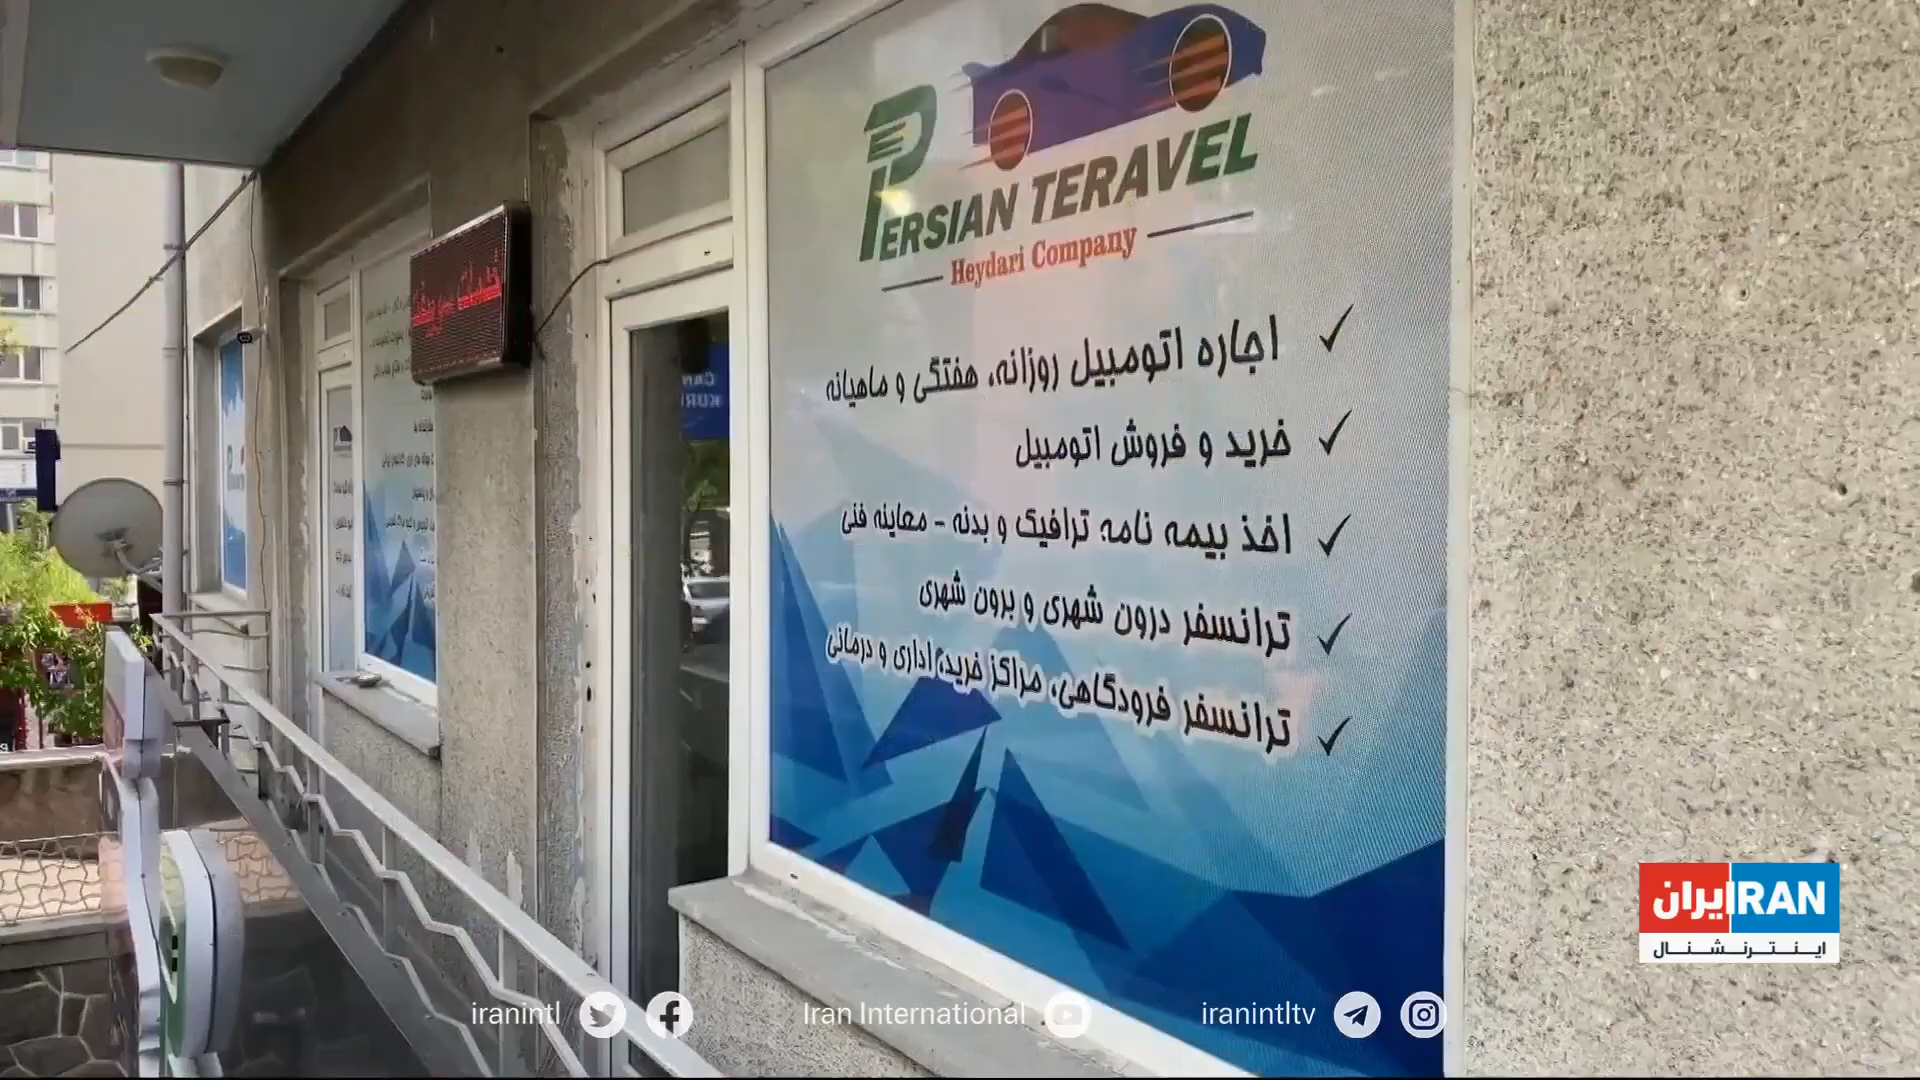 PERSIAN TERAVEL
Heydari Company
اجاره اتومبیل روزانه، هفتگی و ماهیانه
خرید و فروش اتومبیل
اخذ بیمه نامه ترافیک و بدنه - معاینه فنی
ترانسفر درون شهری و برون شهری
ترانسفر فرودگاهی، مراکز خرید، اداری و درمانی
خدمات
ایران IRAN
اینترنشنال
iranintl
Iran International
iranintltv